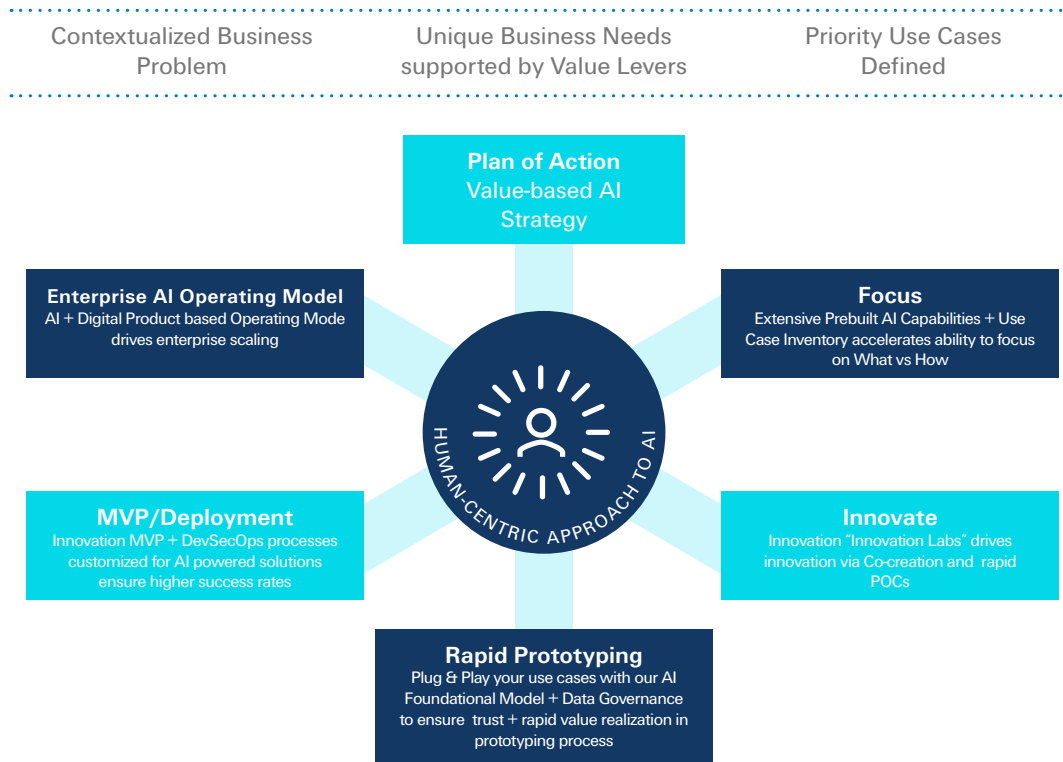 Contextualized Business
Problem
Unique Business Needs
supported by Value Levers
Priority Use Cases
Defined
Plan of Action
Value-based AI
Strategy
Enterprise AI Operating Model
AI + Digital Product based Operating Mode
drives enterprise scaling
Focus
Extensive Prebuilt AI Capabilities + Use
Case Inventory accelerates ability to focus
on What vs How
HUMAN-CENTRIC APPROACH TO AI
MVP/Deployment
Innovation MVP + DevSecOps processes
customized for AI powered solutions
ensure higher success rates
Innovate
Innovation "Innovation Labs" drives
innovation via Co-creation and rapid
POCs
Rapid Prototyping
Plug & Play your use cases with our AI
Foundational Model + Data Governance
to ensure trust + rapid value realization in
prototyping process